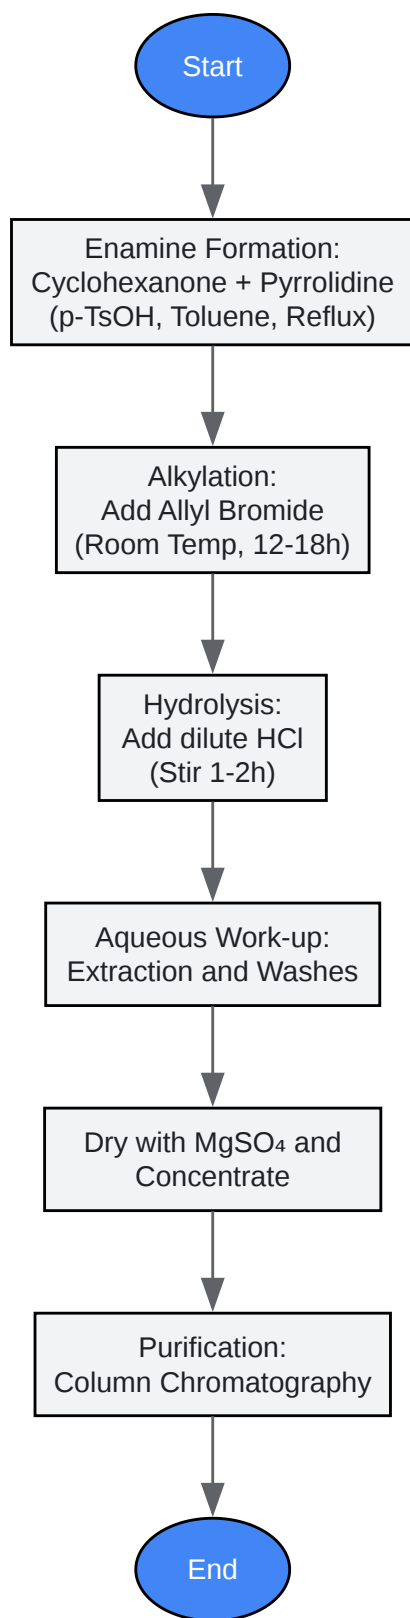 Start
Enamine Formation:
Cyclohexanone + Pyrrolidine
(p-TsOH, Toluene, Reflux)
Alkylation:
Add Allyl Bromide
(Room Temp, 12-18h)
Hydrolysis:
Add dilute HCl
(Stir 1-2h)
Aqueous Work-up:
Extraction and Washes
Dry with MgSO₄ and
Concentrate
Purification:
Column Chromatography
End